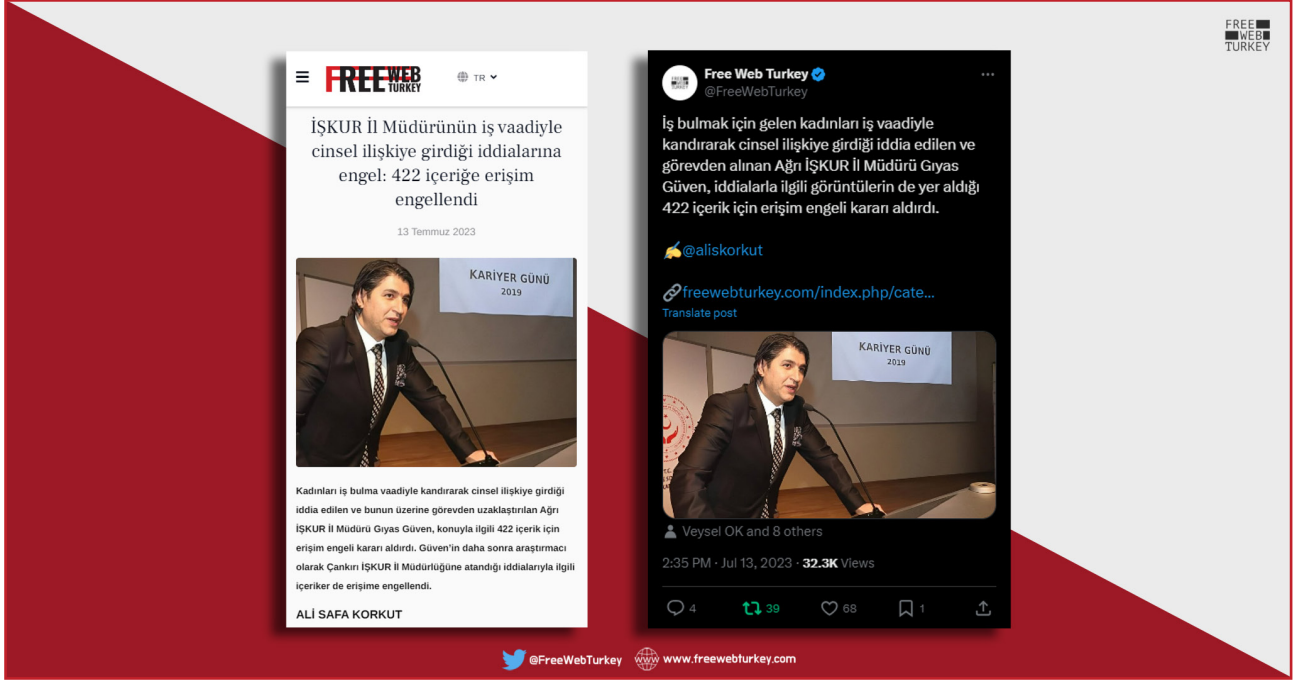 FREE
WEB
TURKEY
FREE WEB
TURKEY
TR
İŞKUR İl Müdürünün iş vaadiyle
cinsel ilişkiye girdiği iddialarına
engel: 422 içeriğe erişim
engellendi
13 Temmuz 2023
KARİYER GÜNÜ
2019
Kadınları iş bulma vaadiyle kandırarak cinsel ilişkiye girdiği
iddia edilen ve bunun üzerine görevden uzaklaştırılan Ağrı
İŞKUR İl Müdürü Gıyas Güven, konuyla ilgili 422 içerik için
erişim engeli kararı aldırdı. Güven'in daha sonra araştırmacı
olarak Çankırı İŞKUR İl Müdürlüğüne atandığı iddialarıyla ilgili
içeriker de erişime engellendi.
ALİ SAFA KORKUT
Free Web Turkey
@FreeWebTurkey
İş bulmak için gelen kadınları iş vaadiyle
kandırarak cinsel ilişkiye girdiği iddia edilen ve
görevden alınan Ağrı İŞKUR İl Müdürü Gıyas
Güven, iddialarla ilgili görüntülerin de yer aldığı
422 içerik için erişim engeli kararı aldırdı.
✍️@aliskorkut
🔗freewebturkey.com/index.php/cate...
Translate post
KARİYER GÜNÜ
2019
Veysel OK and 8 others
2:35 PM · Jul 13, 2023 · 32.3K Views
4 39 68 1
@FreeWebTurkey www www.freewebturkey.com